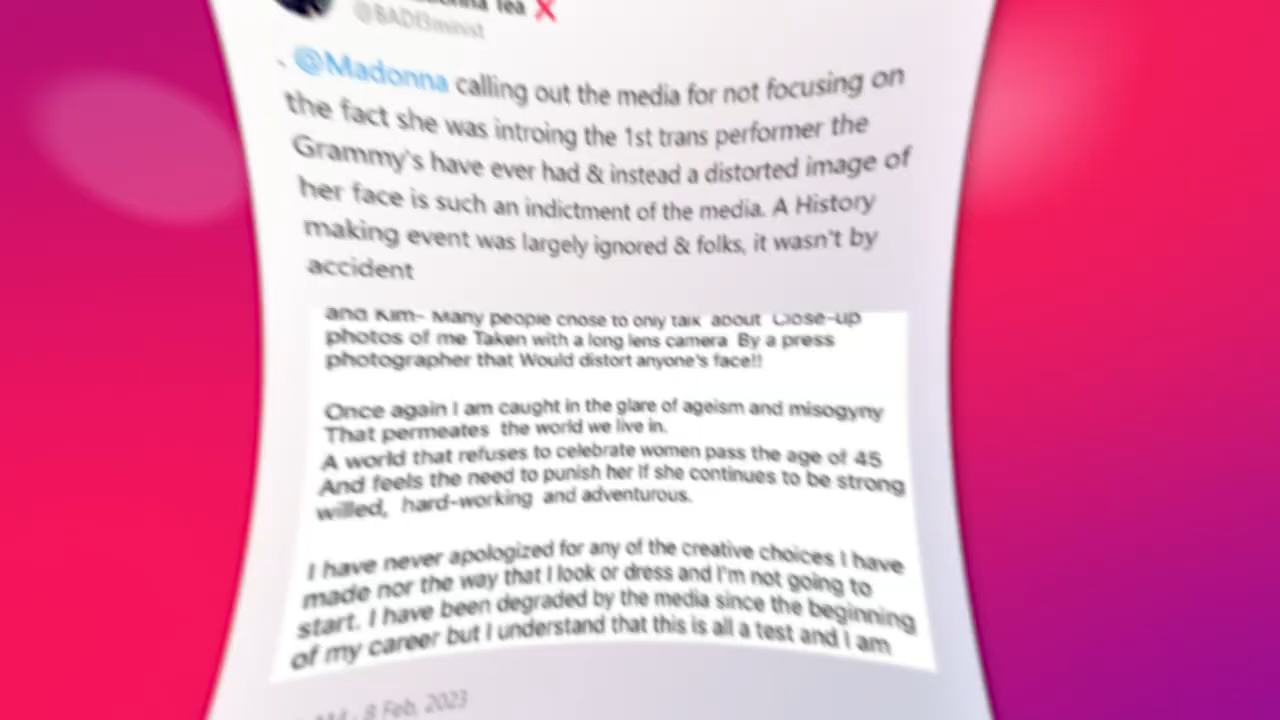 Tea ❌
. @Madonna calling out the media for not focusing on
the fact she was introing the 1st trans performer the
Grammy's have ever had & instead a distorted image of
her face is such an indictment of the media. A History
making event was largely ignored & folks, it wasn't by
accident
and Kim- Many people chose to only talk about Close-up
photos of me Taken with a long lens camera By a press
photographer that Would distort anyone's face!!
Once again I am caught in the glare of ageism and misogyny
That permeates the world we live in.
A world that refuses to celebrate women pass the age of 45
And feels the need to punish her If she continues to be strong
willed, hard-working and adventurous.
I have never apologized for any of the creative choices I have
made nor the way that I look or dress and I'm not going to
start. I have been degraded by the media since the beginning
of my career but I understand that this is all a test and I am
8 Feb, 2023